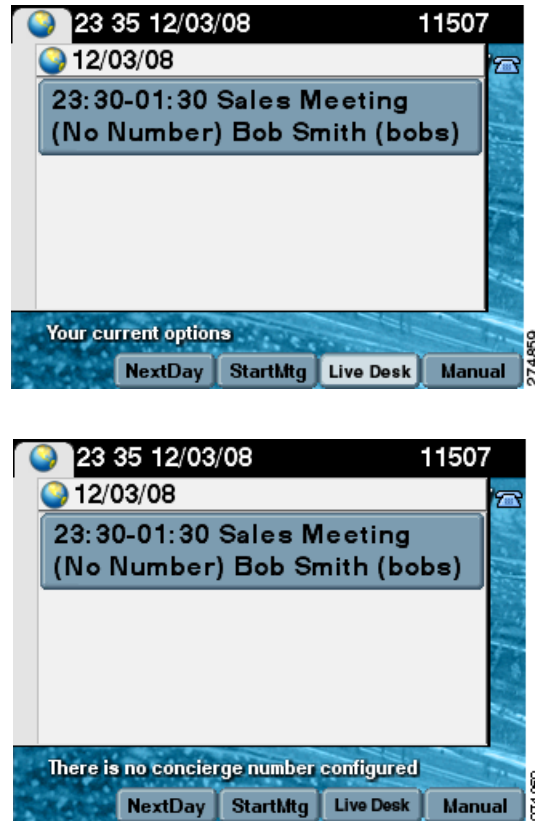 23 35 12/03/08 11507
12/03/08
23:30-01:30 Sales Meeting
(No Number) Bob Smith (bobs)
Your current options
NextDay StartMtg Live Desk Manual
274859
23 35 12/03/08 11507
12/03/08
23:30-01:30 Sales Meeting
(No Number) Bob Smith (bobs)
There is no concierge number configured
NextDay StartMtg Live Desk Manual